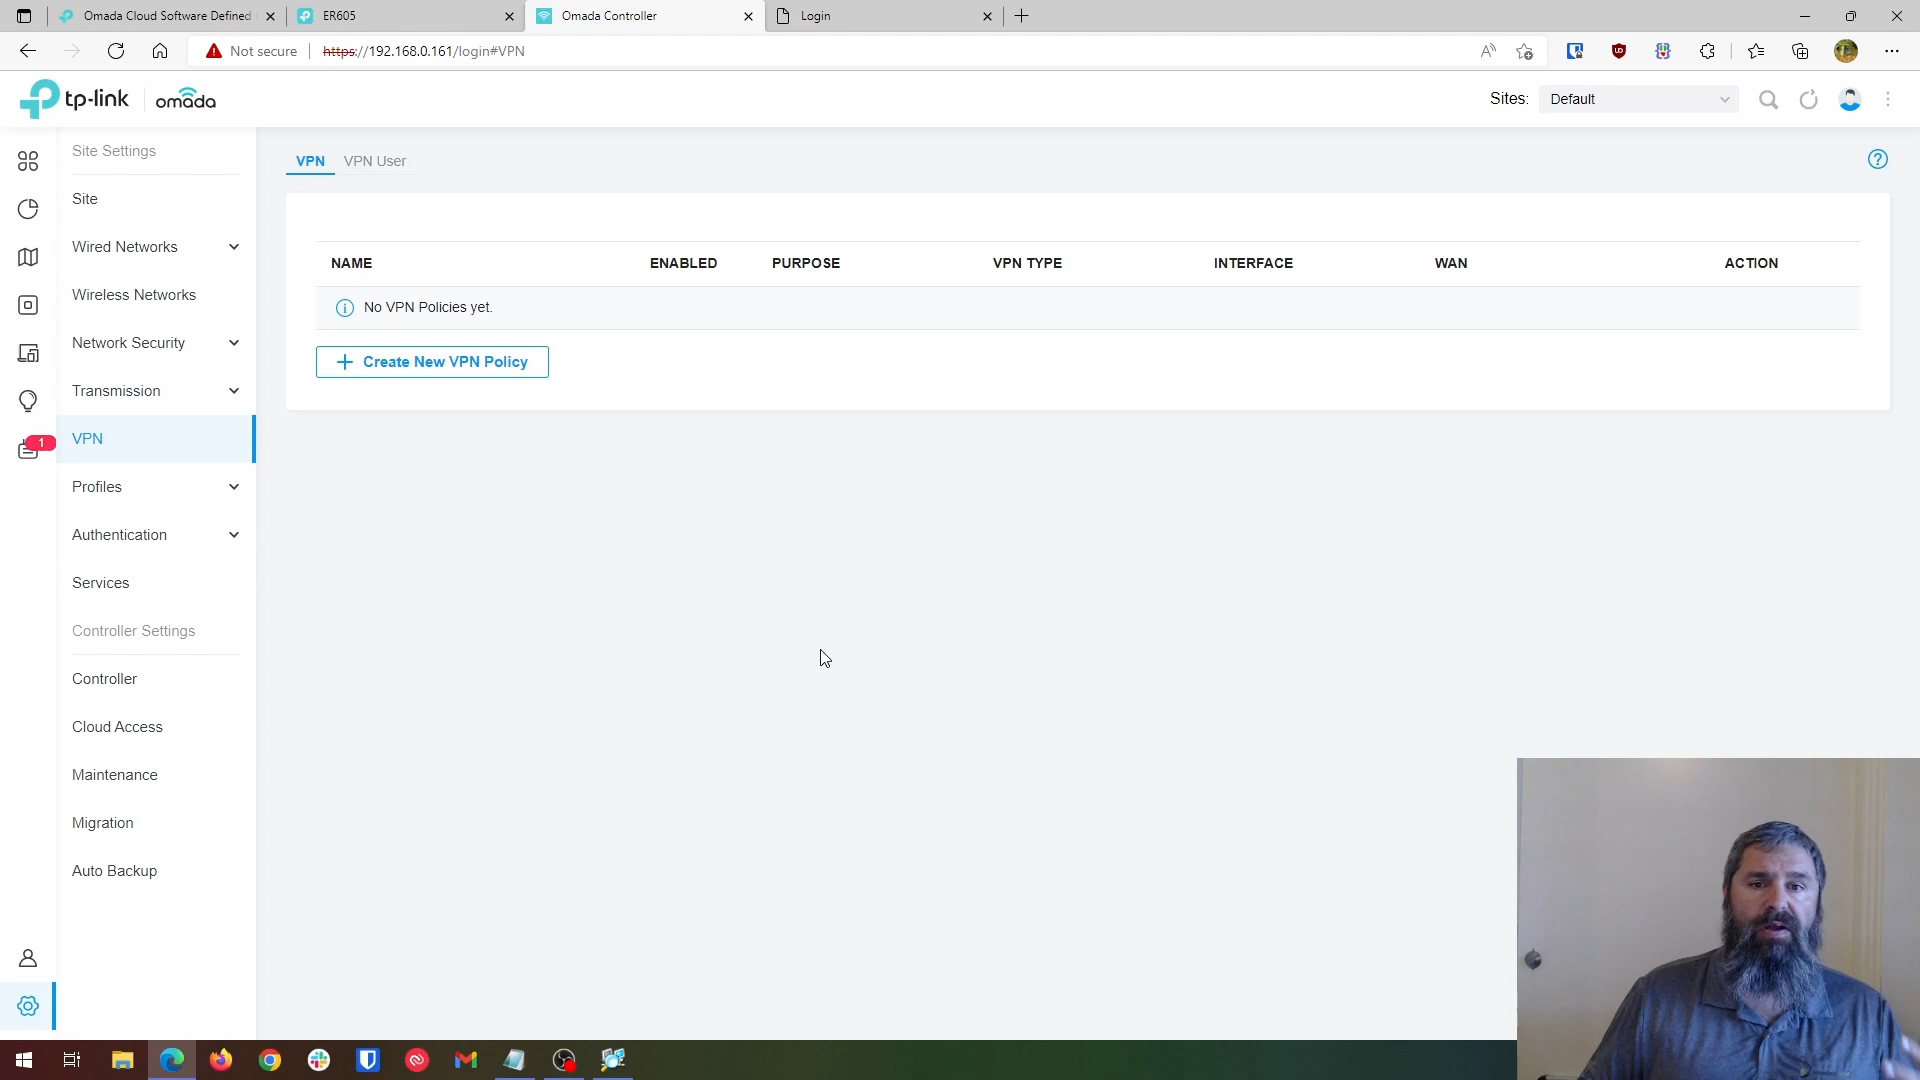 Omada Cloud Software Defined
ER605
Omada Controller
Login
Not secure
https://192.168.0.161/login#VPN
tp-link
omada
Sites:
Default
Site Settings
VPN
VPN User
Site
Wired Networks
Wireless Networks
Network Security
Transmission
VPN
Profiles
Authentication
Services
Controller Settings
Controller
Cloud Access
Maintenance
Migration
Auto Backup
1
NAME ENABLED PURPOSE VPN TYPE INTERFACE WAN ACTION
No VPN Policies yet.
Create New VPN Policy